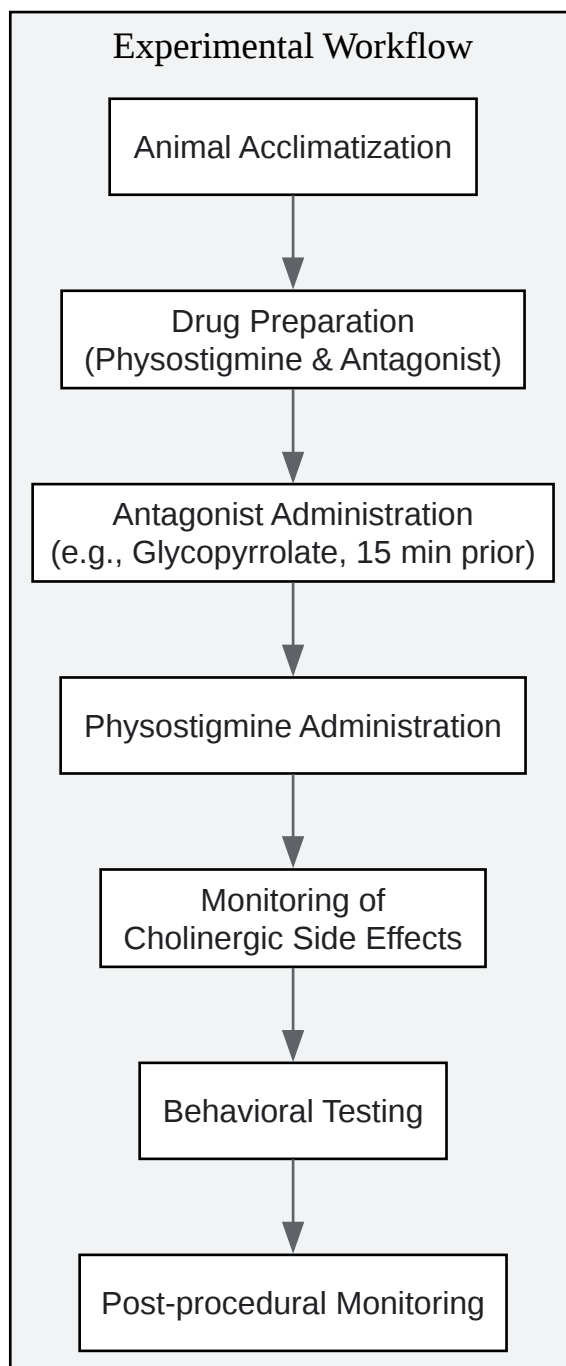 Experimental Workflow
Animal Acclimatization
Drug Preparation
(Physostigmine & Antagonist)
Antagonist Administration
(e.g., Glycopyrrolate, 15 min prior)
Physostigmine Administration
Monitoring of
Cholinergic Side Effects
Behavioral Testing
Post-procedural Monitoring